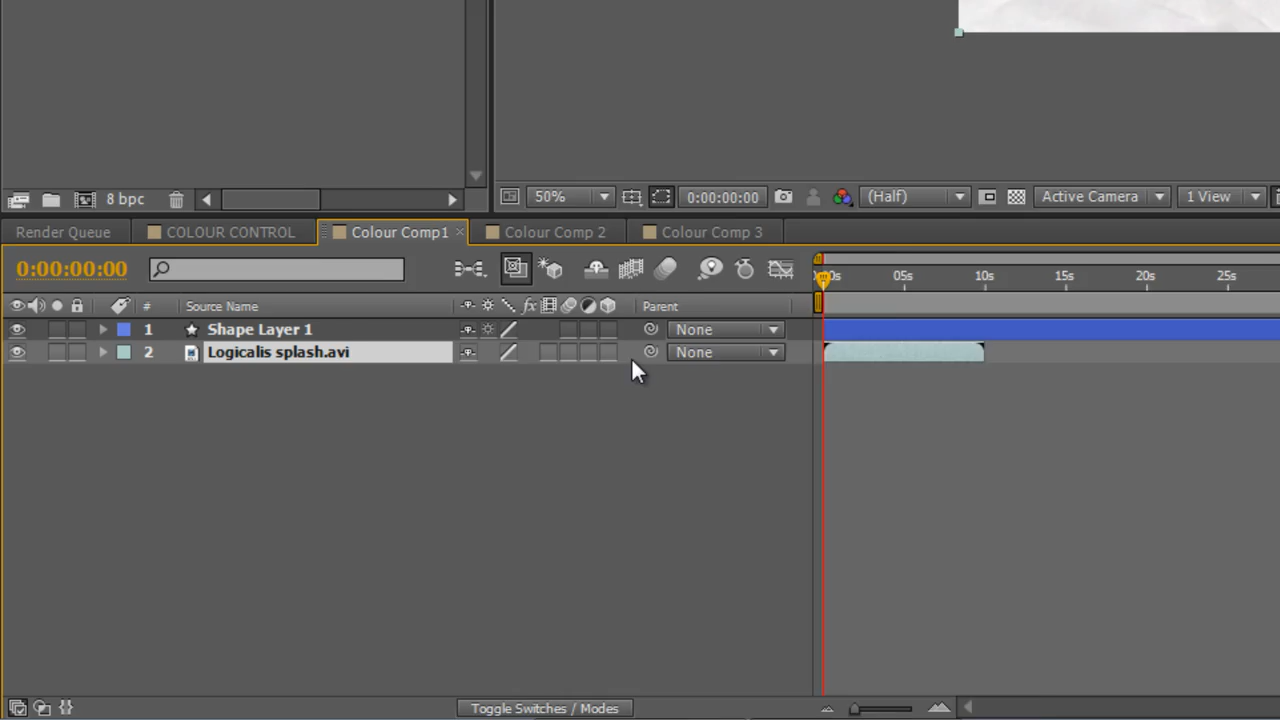 8 bpc
50%
0:00:00:00
(Half)
Active Camera
1 View
Render Queue
COLOUR CONTROL
Colour Comp1
Colour Comp 2
Colour Comp 3
0:00:00:00
0s
05s
10s
15s
20s
25s
#
Source Name
fx
Parent
1
Shape Layer 1
None
2
Logicalis splash.avi
None
Toggle Switches / Modes